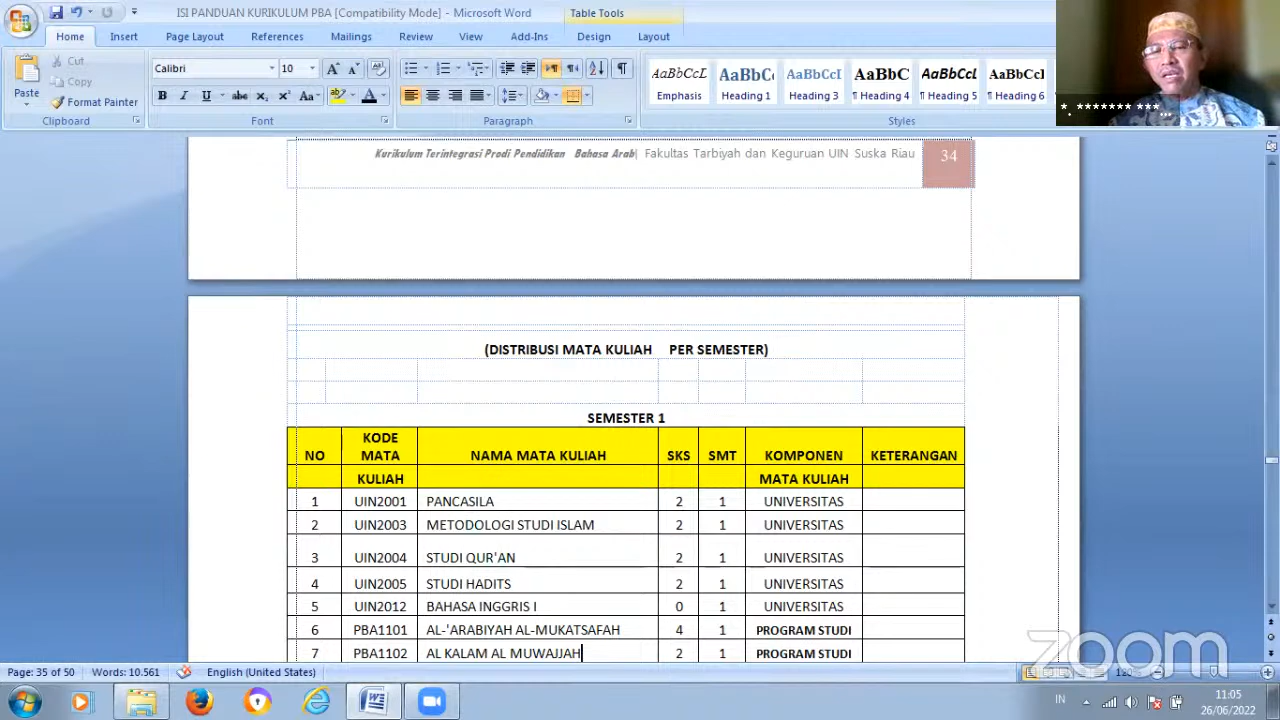 ISI PANDUAN KURIKULUM PBA [Compatibility Mode] - Microsoft Word
Table Tools
Home Insert Page Layout References Mailings Review View Add-Ins Design Layout
Paste
Cut
Copy
Format Painter
Clipboard
Calibri 10
Font
Paragraph
AaBbCcL AaBbCc AaBbCcI AaBbCc AaBbCc AaBbCcI
Emphasis Heading 1 Heading 3 ¶ Heading 4 ¶ Heading 5 ¶ Heading 6
Styles
*. ******* *** ...
Kurikulum Terintegrasi Prodi Pendidikan Bahasa Arab| Fakultas Tarbiyah dan Keguruan UIN Suska Riau 34
(DISTRIBUSI MATA KULIAH PER SEMESTER)
SEMESTER 1
NO KODE MATA KULIAH NAMA MATA KULIAH SKS SMT KOMPONEN MATA KULIAH KETERANGAN
1 UIN2001 PANCASILA 2 1 UNIVERSITAS
2 UIN2003 METODOLOGI STUDI ISLAM 2 1 UNIVERSITAS
3 UIN2004 STUDI QUR'AN 2 1 UNIVERSITAS
4 UIN2005 STUDI HADITS 2 1 UNIVERSITAS
5 UIN2012 BAHASA INGGRIS I 0 1 UNIVERSITAS
6 PBA1101 AL-'ARABIYAH AL-MUKATSAFAH 4 1 PROGRAM STUDI
7 PBA1102 AL KALAM AL MUWAJJAH 2 1 PROGRAM STUDI
zoom
Page: 35 of 50 Words: 10.561 English (United States)
IN
11:05
26/06/2022